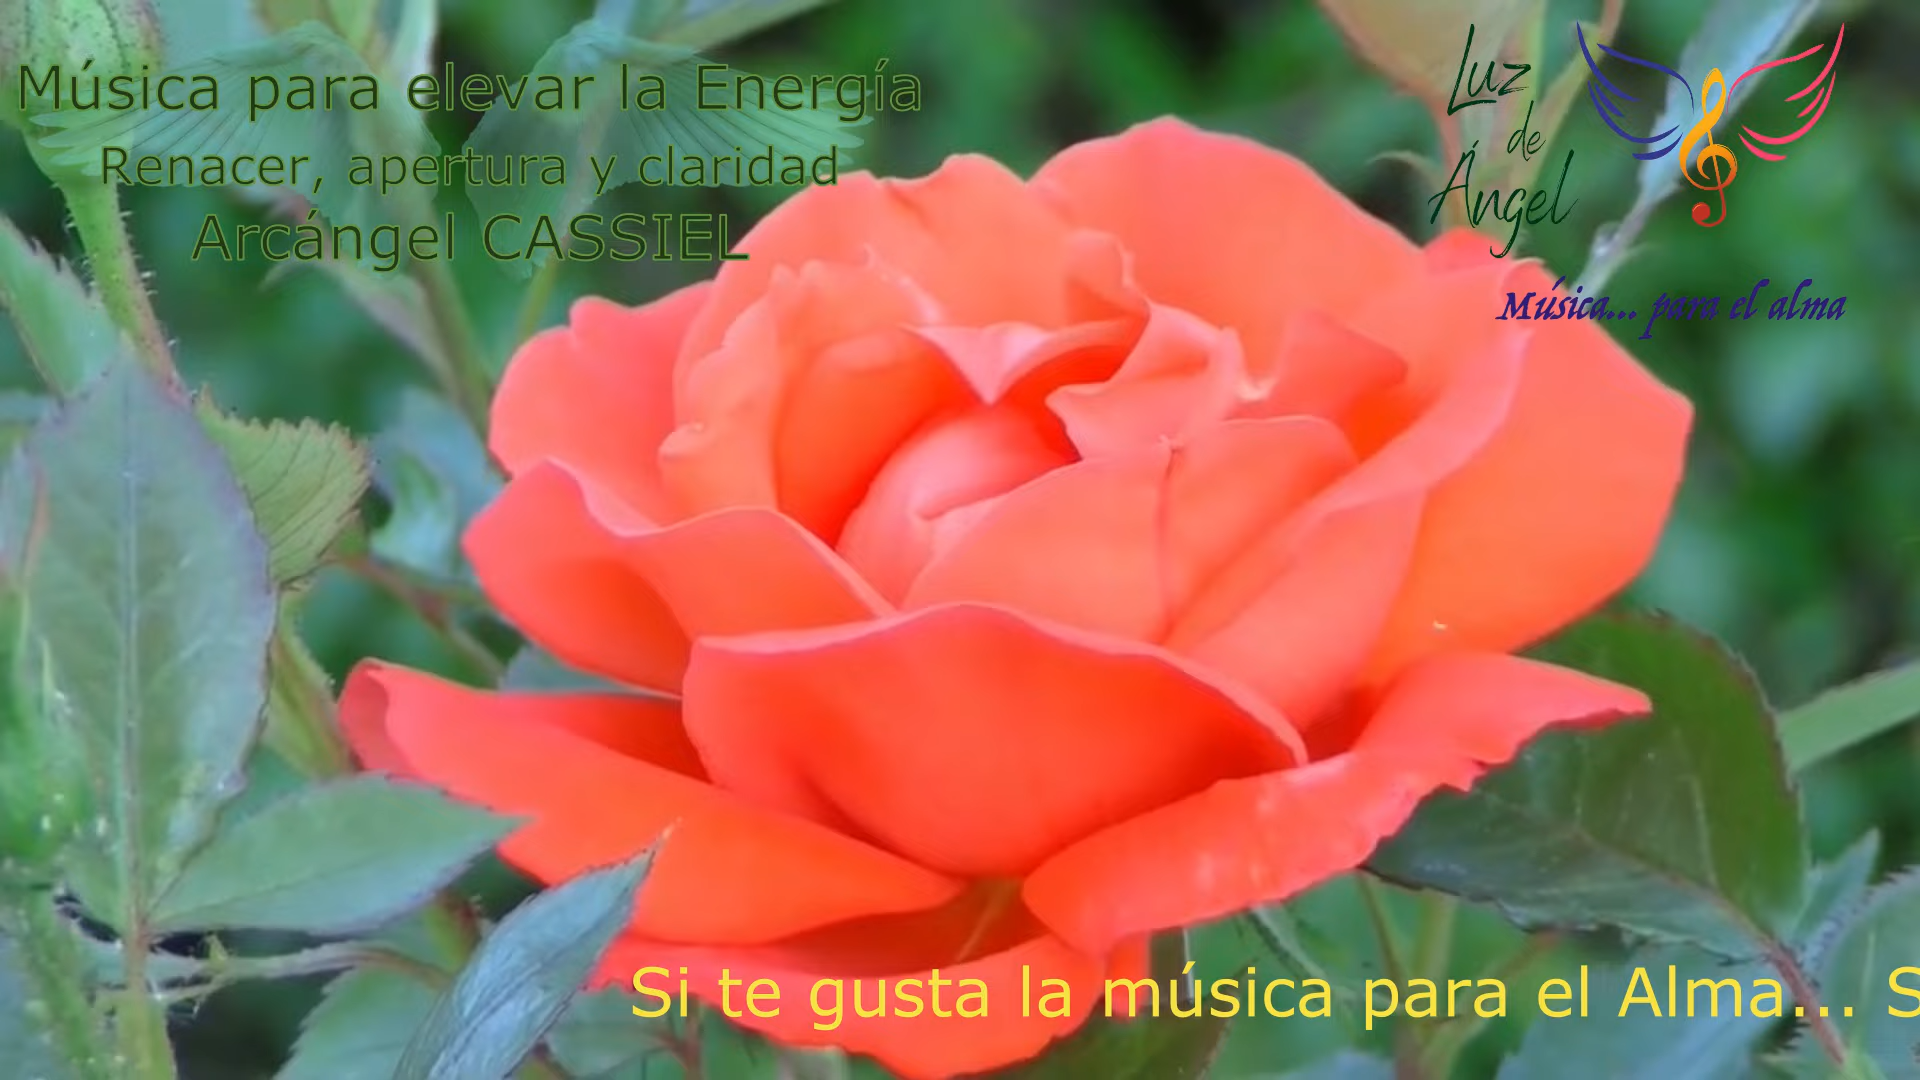 Música para elevar la Energía
Renacer, apertura y claridad
Arcángel CASSIEL
Luz
de
Ángel
Música... para el alma
Si te gusta la música para el Alma... S